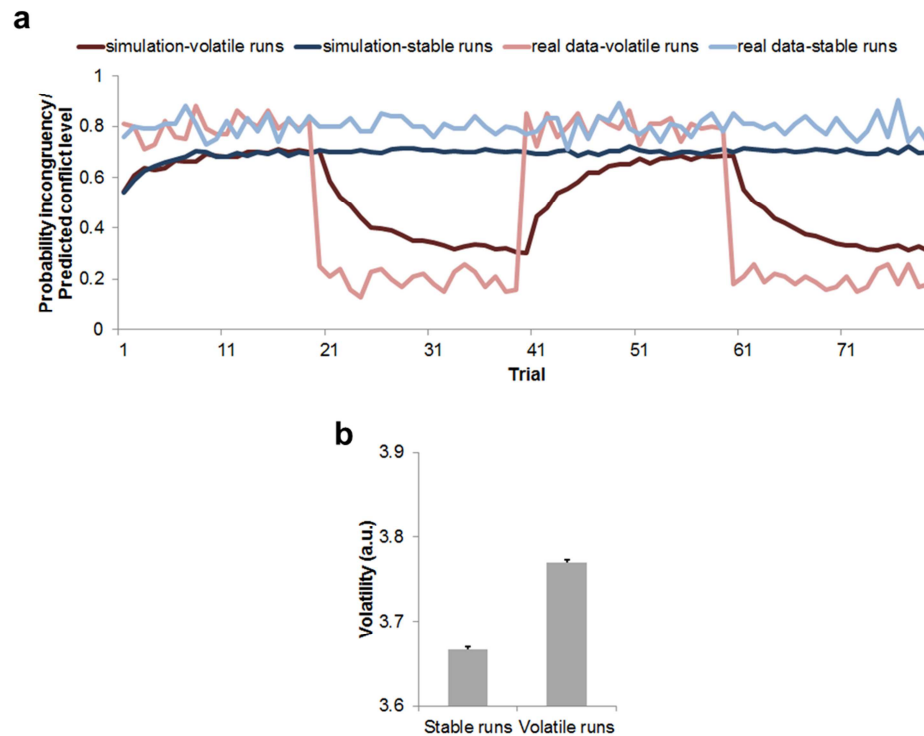 a
simulation-volatile runs simulation-stable runs real data-volatile runs real data-stable runs
Probability incongruency/
Predicted conflict level
1
0.8
0.6
0.4
0.2
0
1 11 21 31 41 51 61 71
Trial
b
Volatility (a.u.)
3.9
3.8
3.7
3.6
Stable runs Volatile runs